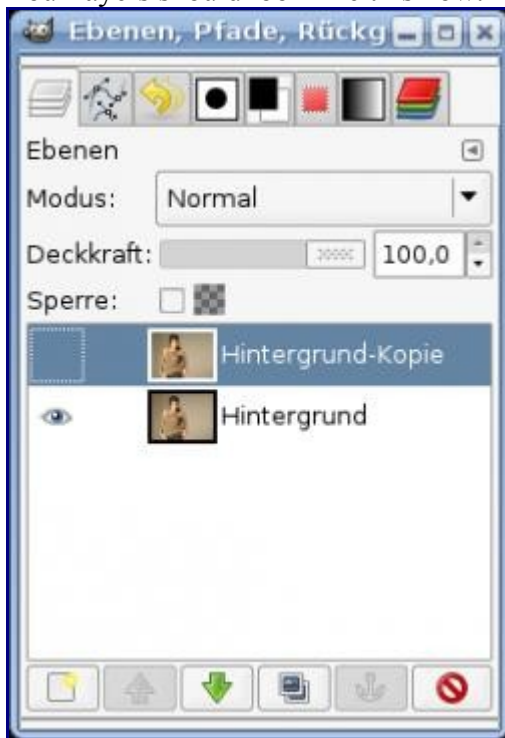 Ebenen, Pfade, Rückg
Ebenen
Modus: Normal
Deckkraft: 100,0
Sperre:
Hintergrund-Kopie
Hintergrund